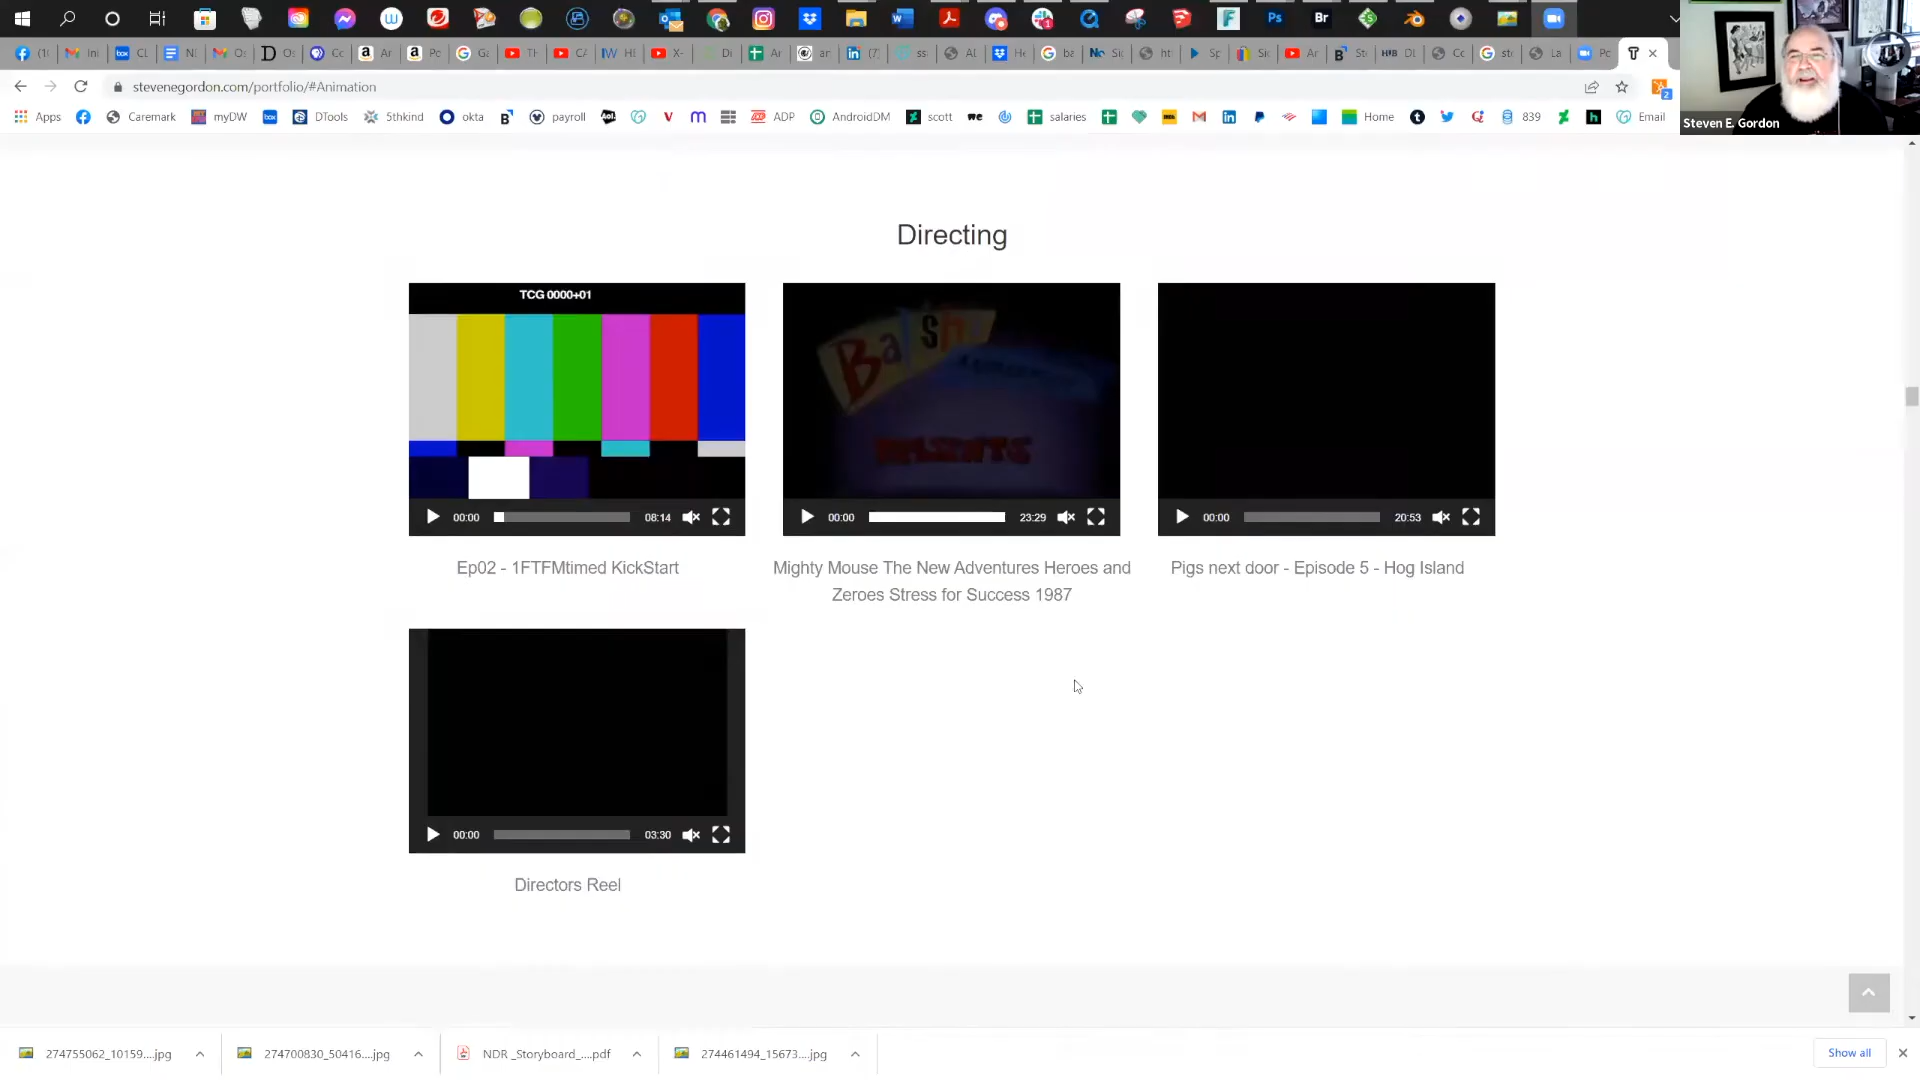 stevenegordon.com/portfolio/#Animation
Apps Caremark myDW DTools 5thkind okta payroll ADP AndroidDM scott salaries Home 839 Email
Steven E. Gordon
Directing
TCG 0000+01
00:00 08:14
00:00 23:29
00:00 20:53
Ep02 - 1FTFMtimed KickStart
Mighty Mouse The New Adventures Heroes and
Zeroes Stress for Success 1987
Pigs next door - Episode 5 - Hog Island
00:00 03:30
Directors Reel
274755062_10159....jpg 274700830_50416....jpg NDR _Storyboard_....pdf 274461494_15673....jpg Show all